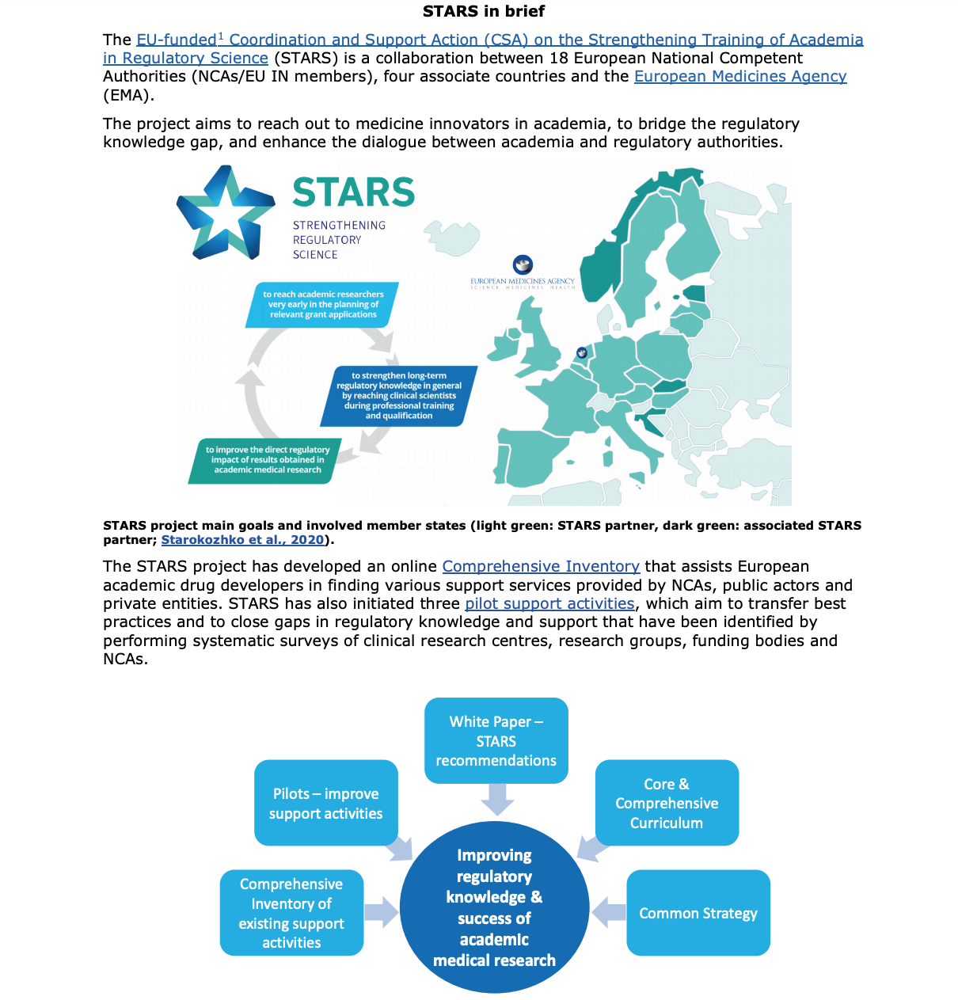 STARS in brief
The EU-funded¹ Coordination and Support Action (CSA) on the Strengthening Training of Academia
in Regulatory Science (STARS) is a collaboration between 18 European National Competent
Authorities (NCAs/EU IN members), four associate countries and the European Medicines Agency
(EMA).
The project aims to reach out to medicine innovators in academia, to bridge the regulatory
knowledge gap, and enhance the dialogue between academia and regulatory authorities.
STARS
STRENGTHENING
REGULATORY
SCIENCE
EUROPEAN MEDICINES AGENCY
SCIENCE MEDICINES HEALTH
to reach academic researchers
very early in the planning of
relevant grant applications
to strengthen long-term
regulatory knowledge in general
by reaching clinical scientists
during professional training
and qualification
to improve the direct regulatory
impact of results obtained in
academic medical research
STARS project main goals and involved member states (light green: STARS partner, dark green: associated STARS
partner; Starokozhko et al., 2020).
The STARS project has developed an online Comprehensive Inventory that assists European
academic drug developers in finding various support services provided by NCAs, public actors and
private entities. STARS has also initiated three pilot support activities, which aim to transfer best
practices and to close gaps in regulatory knowledge and support that have been identified by
performing systematic surveys of clinical research centres, research groups, funding bodies and
NCAs.
White Paper –
STARS
recommendations
Pilots – improve
support activities
Core &
Comprehensive
Curriculum
Comprehensive
Inventory of
existing support
activities
Improving
regulatory
knowledge &
success of
academic
medical research
Common Strategy